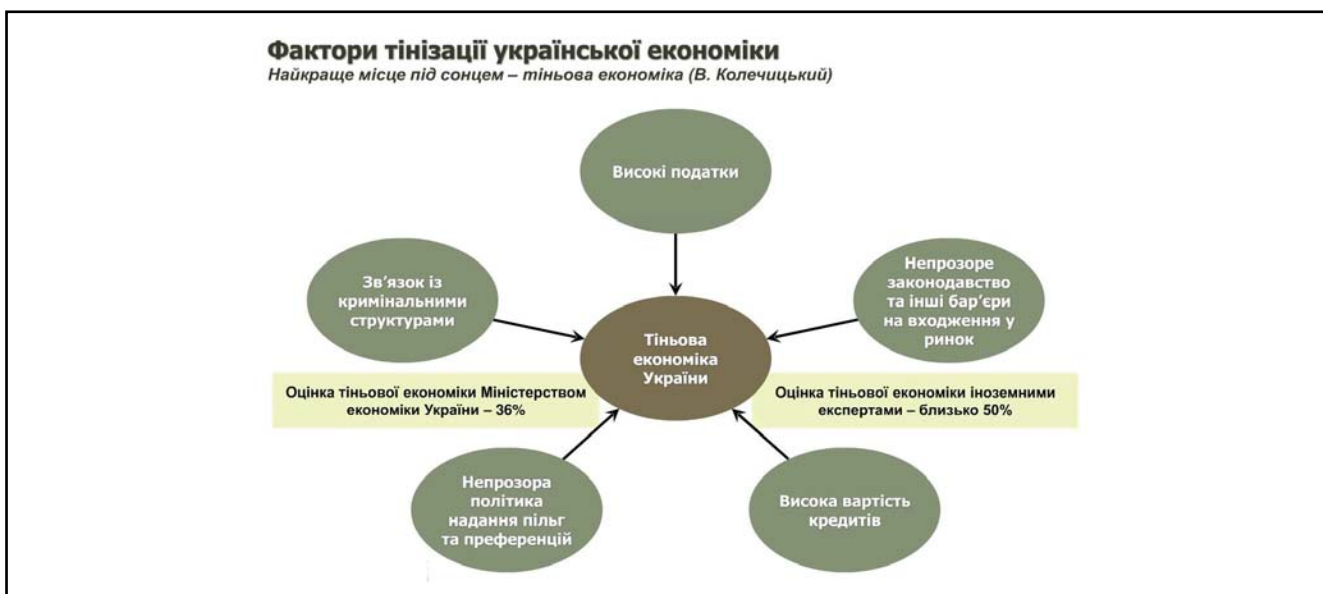 Фактори тінізації української економіки
Найкраще місце під сонцем – тіньова економіка (В. Колечицький)
Високі податки
Зв’язок із
кримінальними
структурами
Непрозоре
законодавство
та інші бар’єри
на входження у
ринок
Тіньова
економіка
України
Оцінка тіньової економіки Міністерством
економіки України – 36%
Оцінка тіньової економіки іноземними
експертами – близько 50%
Непрозора
політика
надання пільг
та преференцій
Висока вартість
кредитів